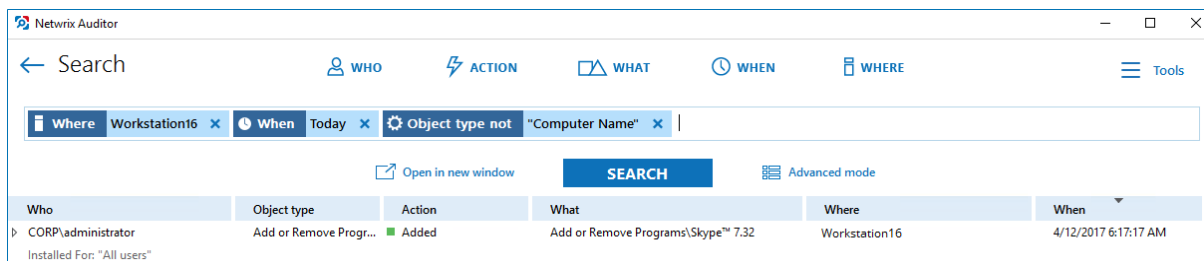 Netwrix Auditor
Search WHO ACTION WHAT WHEN WHERE Tools
Where Workstation16 × When Today × Object type not "Computer Name" ×
Open in new window SEARCH Advanced mode
Who Object type Action What Where When
CORP\administrator Add or Remove Progr... Added Add or Remove Programs\Skype™ 7.32 Workstation16 4/12/2017 6:17:17 AM
Installed For: "All users"